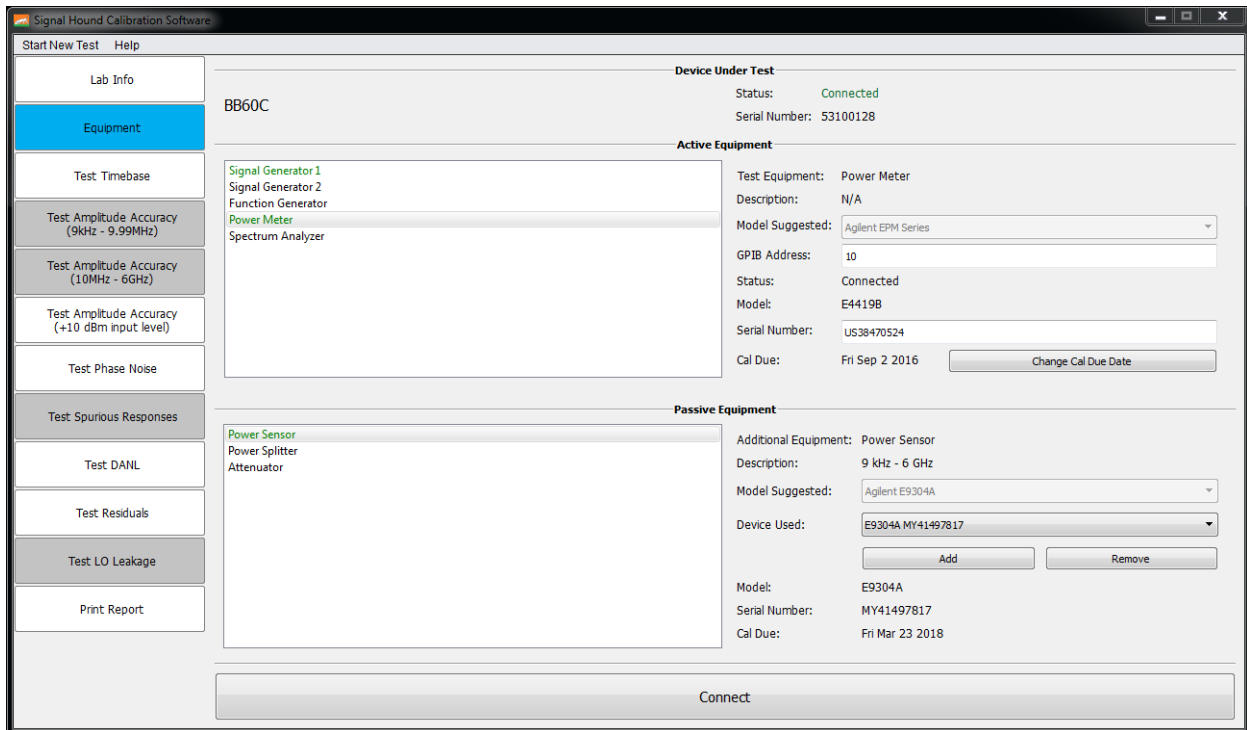 Signal Hound Calibration Software
Start New Test Help
Lab Info
Equipment
Test Timebase
Test Amplitude Accuracy
(9kHz - 9.99MHz)
Test Amplitude Accuracy
(10MHz - 6GHz)
Test Amplitude Accuracy
(+10 dBm input level)
Test Phase Noise
Test Spurious Responses
Test DANL
Test Residuals
Test LO Leakage
Print Report
Device Under Test
BB60C
Status: Connected
Serial Number: 53100128
Active Equipment
Signal Generator 1
Signal Generator 2
Function Generator
Power Meter
Spectrum Analyzer
Test Equipment: Power Meter
Description: N/A
Model Suggested: Agilent EPM Series
GPIB Address: 10
Status: Connected
Model: E4419B
Serial Number: US38470524
Cal Due: Fri Sep 2 2016 Change Cal Due Date
Passive Equipment
Power Sensor
Power Splitter
Attenuator
Additional Equipment: Power Sensor
Description: 9 kHz - 6 GHz
Model Suggested: Agilent E9304A
Device Used: E9304A MY41497817
Add Remove
Model: E9304A
Serial Number: MY41497817
Cal Due: Fri Mar 23 2018
Connect